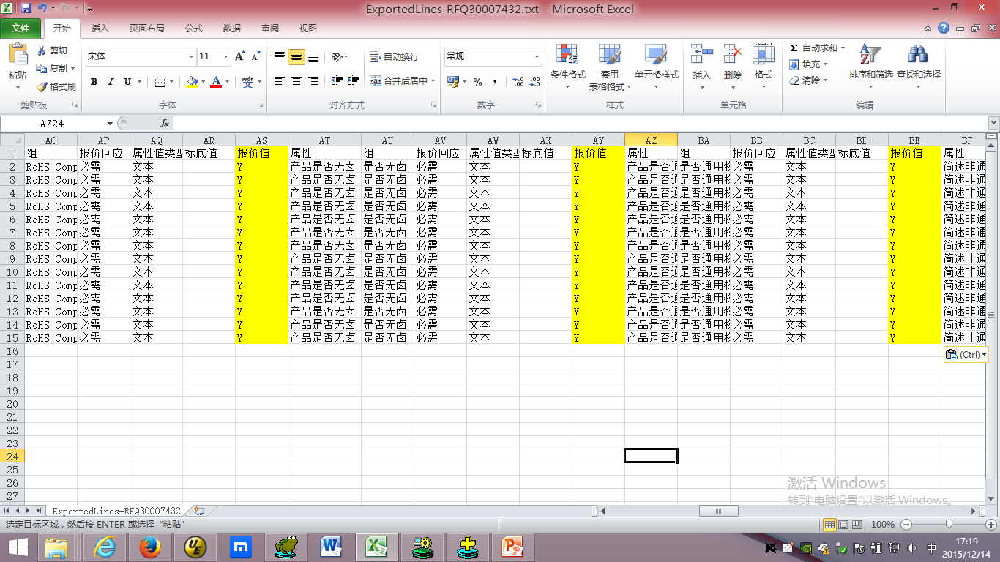 ExportedLines-RFQ30007432.txt - Microsoft Excel
文件 开始 插入 页面布局 公式 数据 审阅 视图
粘贴 剪切 复制 格式刷 剪贴板
宋体 11 B I U wén 字体
自动换行 合并后居中 对齐方式
常规 % , 数字
条件格式 套用 表格格式 单元格样式 样式
插入 删除 格式 单元格
Σ 自动求和 填充 清除 排序和筛选 查找和选择 编辑
AZ24 fx
AO AP AQ AR AS AT AU AV AW AX AY AZ BA BB BC BD BE BF
1 组 报价回应 属性值类型 标底值 报价值 属性 组 报价回应 属性值类型 标底值 报价值 属性 组 报价回应 属性值类型 标底值 报价值 属性
2 RoHS Comp 必需 文本 Y 产品是否无卤 是否无卤 必需 文本 Y 产品是否通 是否通用物 必需 文本 Y 简述非通
3 RoHS Comp 必需 文本 Y 产品是否无卤 是否无卤 必需 文本 Y 产品是否通 是否通用物 必需 文本 Y 简述非通
4 RoHS Comp 必需 文本 Y 产品是否无卤 是否无卤 必需 文本 Y 产品是否通 是否通用物 必需 文本 Y 简述非通
5 RoHS Comp 必需 文本 Y 产品是否无卤 是否无卤 必需 文本 Y 产品是否通 是否通用物 必需 文本 Y 简述非通
6 RoHS Comp 必需 文本 Y 产品是否无卤 是否无卤 必需 文本 Y 产品是否通 是否通用物 必需 文本 Y 简述非通
7 RoHS Comp 必需 文本 Y 产品是否无卤 是否无卤 必需 文本 Y 产品是否通 是否通用物 必需 文本 Y 简述非通
8 RoHS Comp 必需 文本 Y 产品是否无卤 是否无卤 必需 文本 Y 产品是否通 是否通用物 必需 文本 Y 简述非通
9 RoHS Comp 必需 文本 Y 产品是否无卤 是否无卤 必需 文本 Y 产品是否通 是否通用物 必需 文本 Y 简述非通
10 RoHS Comp 必需 文本 Y 产品是否无卤 是否无卤 必需 文本 Y 产品是否通 是否通用物 必需 文本 Y 简述非通
11 RoHS Comp 必需 文本 Y 产品是否无卤 是否无卤 必需 文本 Y 产品是否通 是否通用物 必需 文本 Y 简述非通
12 RoHS Comp 必需 文本 Y 产品是否无卤 是否无卤 必需 文本 Y 产品是否通 是否通用物 必需 文本 Y 简述非通
13 RoHS Comp 必需 文本 Y 产品是否无卤 是否无卤 必需 文本 Y 产品是否通 是否通用物 必需 文本 Y 简述非通
14 RoHS Comp 必需 文本 Y 产品是否无卤 是否无卤 必需 文本 Y 产品是否通 是否通用物 必需 文本 Y 简述非通
15 RoHS Comp 必需 文本 Y 产品是否无卤 是否无卤 必需 文本 Y 产品是否通 是否通用物 必需 文本 Y 简述非通
16
(Ctrl)
17
18
19
20
21
22
23
24
25
26
激活 Windows
27
转到“电脑设置”以激活 Windows。
ExportedLines-RFQ30007432
选定目标区域，然后按 ENTER 或选择“粘贴” 100%
17:19
中
2015/12/14